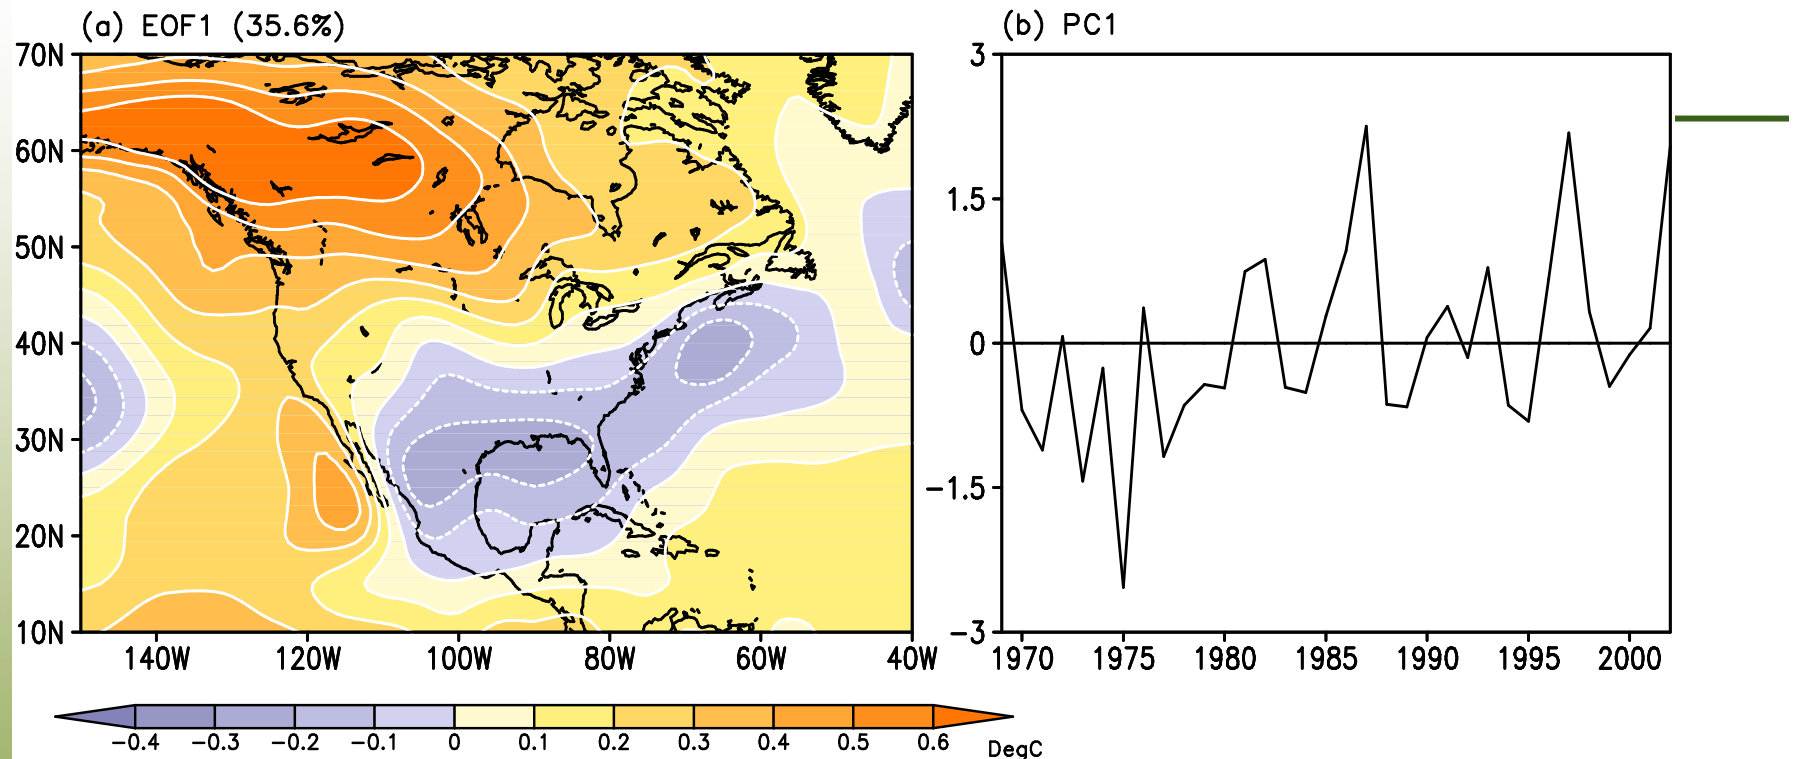 (a) EOF1 (35.6%)
70N
60N
50N
40N
30N
20N
10N
140W 120W 100W 80W 60W 40W
-0.4 -0.3 -0.2 -0.1 0 0.1 0.2 0.3 0.4 0.5 0.6 DegC
(b) PC1
3
1.5
0
-1.5
-3
1970 1975 1980 1985 1990 1995 2000